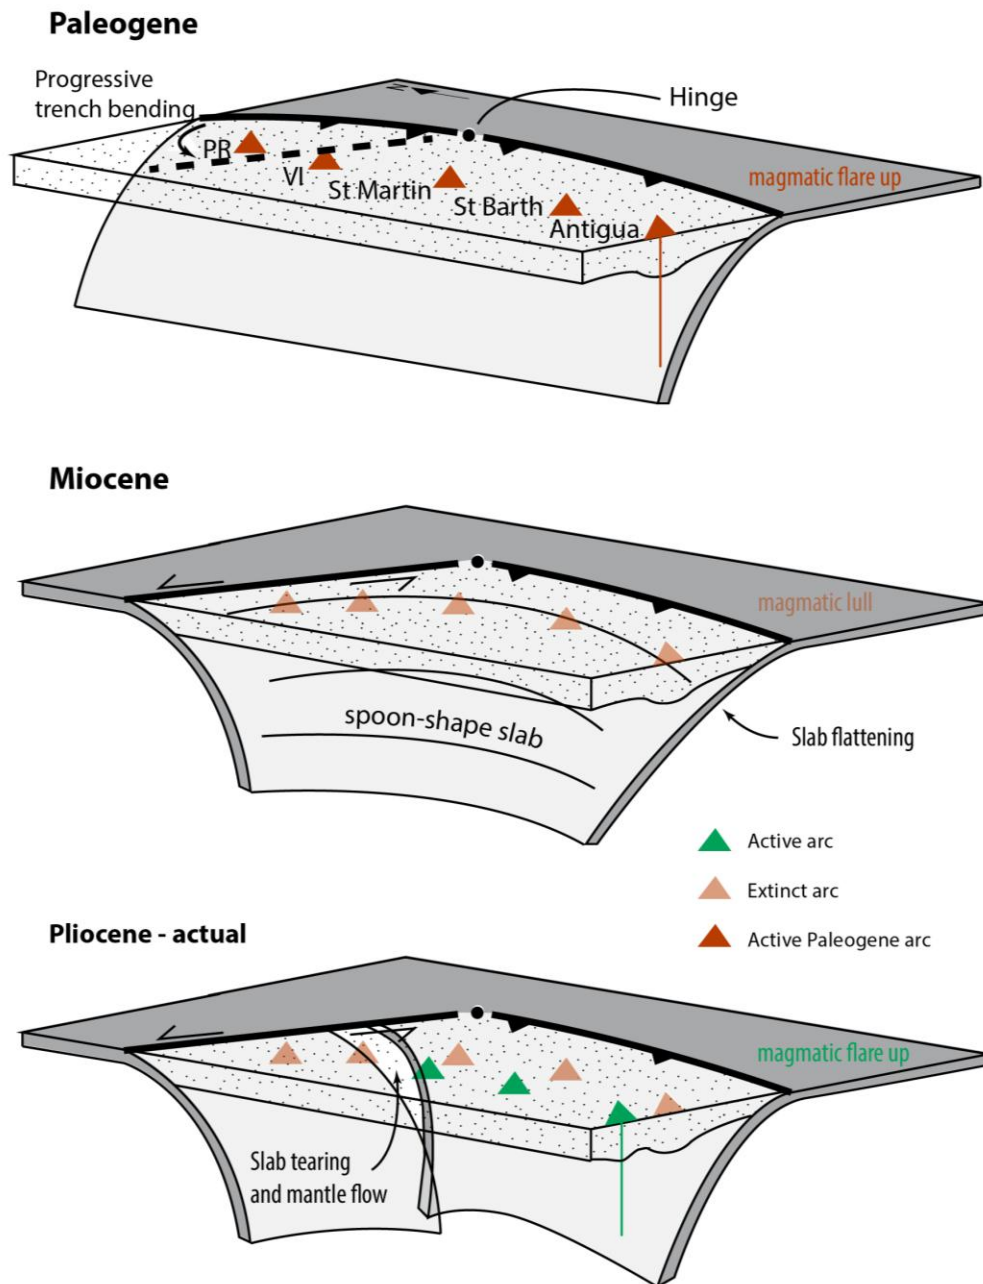 Paleogene
Progressive
trench bending
N
Hinge
PR
VI
St Martin
St Barth
Antigua
magmatic flare up
Miocene
magmatic lull
spoon-shape slab
Slab flattening
Active arc
Extinct arc
Active Paleogene arc
Pliocene - actual
magmatic flare up
Slab tearing
and mantle flow